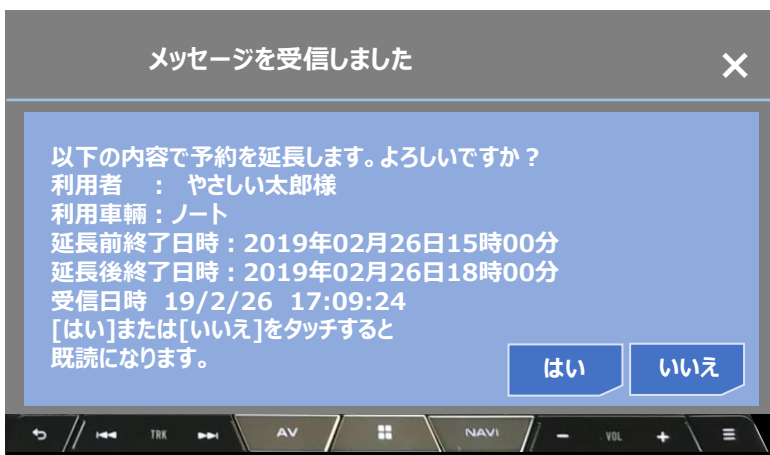 メッセージを受信しました
×
以下の内容で予約を延長します。よろしいですか？
利用者 ： やさしい太郎様
利用車輛：ノート
延長前終了日時：2019年02月26日15時00分
延長後終了日時：2019年02月26日18時00分
受信日時 19/2/26 17:09:24
[はい]または[いいえ]をタッチすると
既読になります。
はい いいえ
TRK AV NAVI － VOL ＋